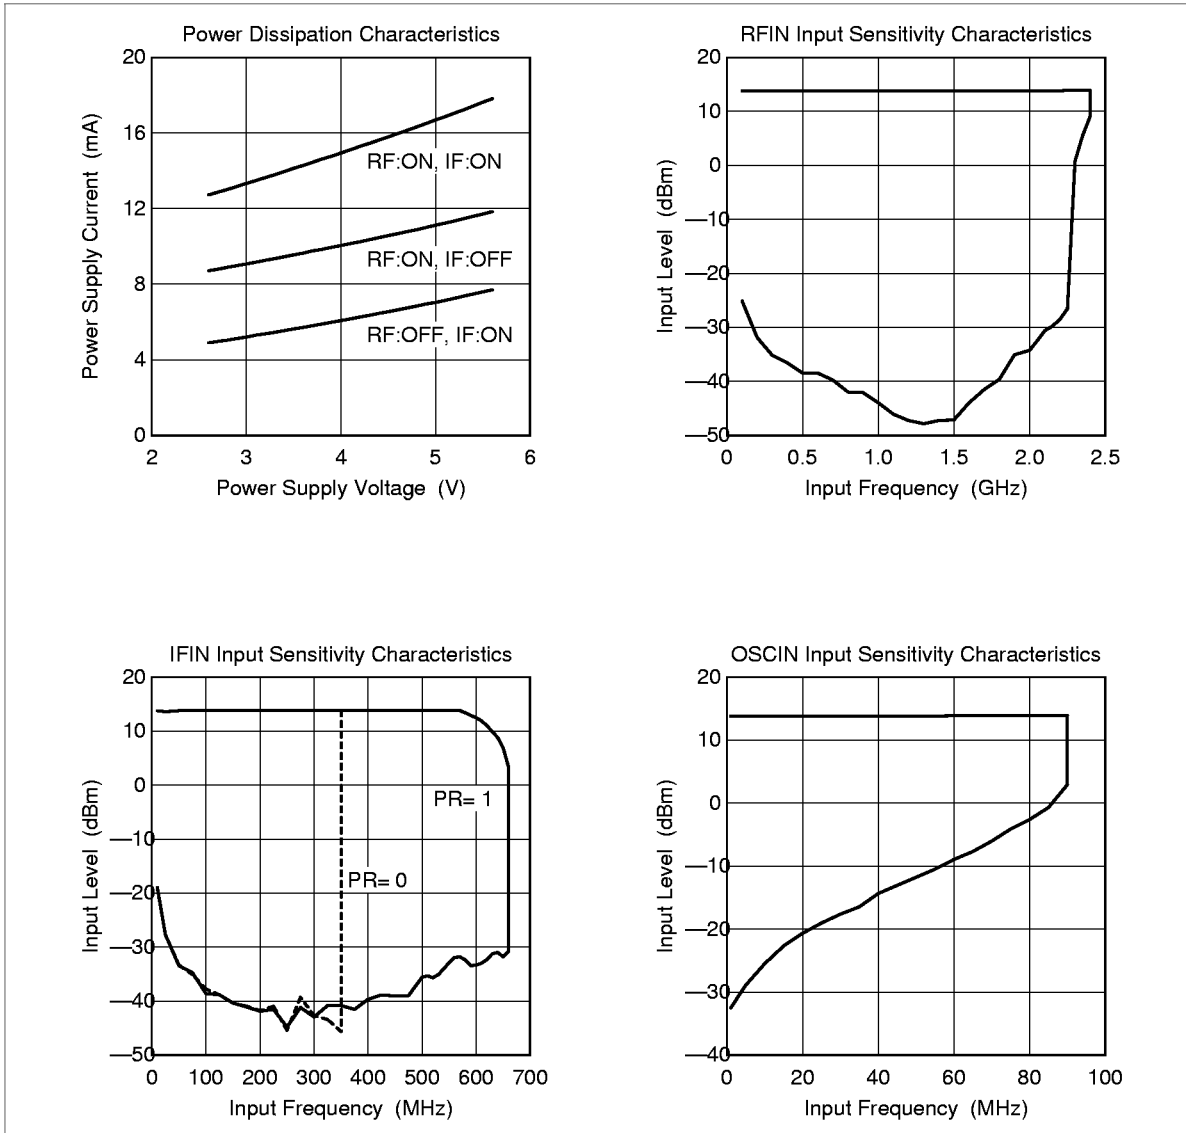 Power Dissipation Characteristics
20
16
12
8
4
0
Power Supply Current (mA)
RF:ON, IF:ON
RF:ON, IF:OFF
RF:OFF, IF:ON
2 3 4 5 6
Power Supply Voltage (V)
RFIN Input Sensitivity Characteristics
20
10
0
—10
—20
—30
—40
—50
Input Level (dBm)
0 0.5 1.0 1.5 2.0 2.5
Input Frequency (GHz)
IFIN Input Sensitivity Characteristics
20
10
0
—10
—20
—30
—40
—50
Input Level (dBm)
PR= 1
PR= 0
0 100 200 300 400 500 600 700
Input Frequency (MHz)
OSCIN Input Sensitivity Characteristics
20
10
0
—10
—20
—30
—40
Input Level (dBm)
0 20 40 60 80 100
Input Frequency (MHz)